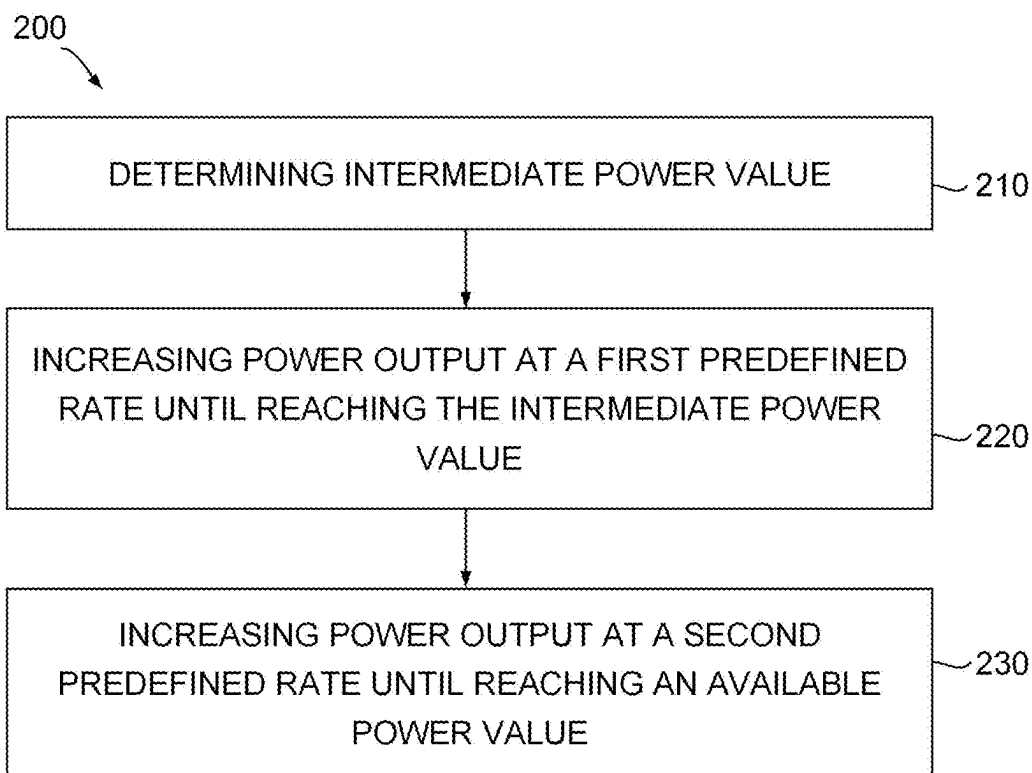 200
DETERMINING INTERMEDIATE POWER VALUE
210
INCREASING POWER OUTPUT AT A FIRST PREDEFINED
RATE UNTIL REACHING THE INTERMEDIATE POWER
VALUE
220
INCREASING POWER OUTPUT AT A SECOND
PREDEFINED RATE UNTIL REACHING AN AVAILABLE
POWER VALUE
230